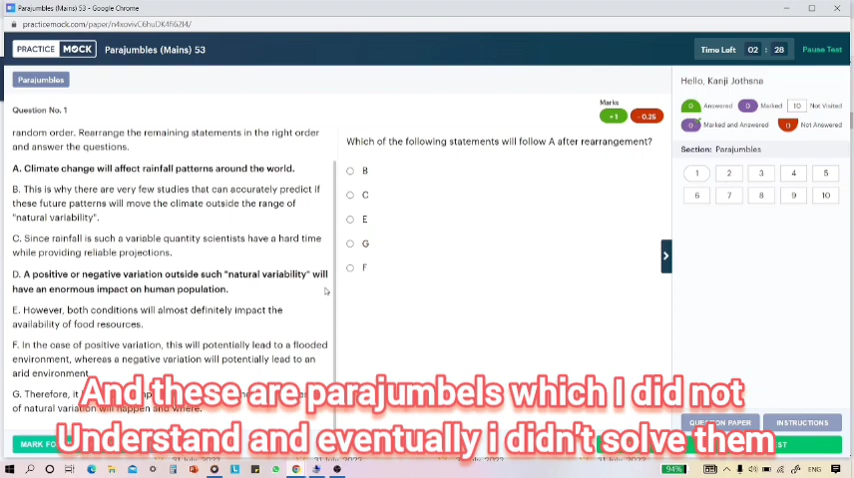 Parajumbles (Mains) 53 - Google Chrome
practicemock.com/paper/n4xovivC6huDK4f662f4/
PRACTICE MOCK
Parajumbles (Mains) 53
Time Left 02 : 28
Pause Test
Parajumbles
Hello, Kanji Jothsna
Question No. 1
Marks
+1
- 0.25
0 Answered
0 Marked
10 Not Visited
0 Marked and Answered
0 Not Answered
random order. Rearrange the remaining statements in the right order
and answer the questions.
A. Climate change will affect rainfall patterns around the world.
B. This is why there are very few studies that can accurately predict if
these future patterns will move the climate outside the range of
"natural variability".
C. Since rainfall is such a variable quantity scientists have a hard time
while providing reliable projections.
D. A positive or negative variation outside such "natural variability" will
have an enormous impact on human population.
E. However, both conditions will almost definitely impact the
availability of food resources.
F. In the case of positive variation, this will potentially lead to a flooded
environment, whereas a negative variation will potentially lead to an
arid environment.
G. Therefore, it
of natural variation will happen and where.
Which of the following statements will follow A after rearrangement?
B
C
E
G
F
Section: Parajumbles
1 2 3 4 5
6 7 8 9 10
And these are parajumbels which I did not
Understand and eventually i didn't solve them
QUESTION PAPER
INSTRUCTIONS
MARK FO
94%
ENG